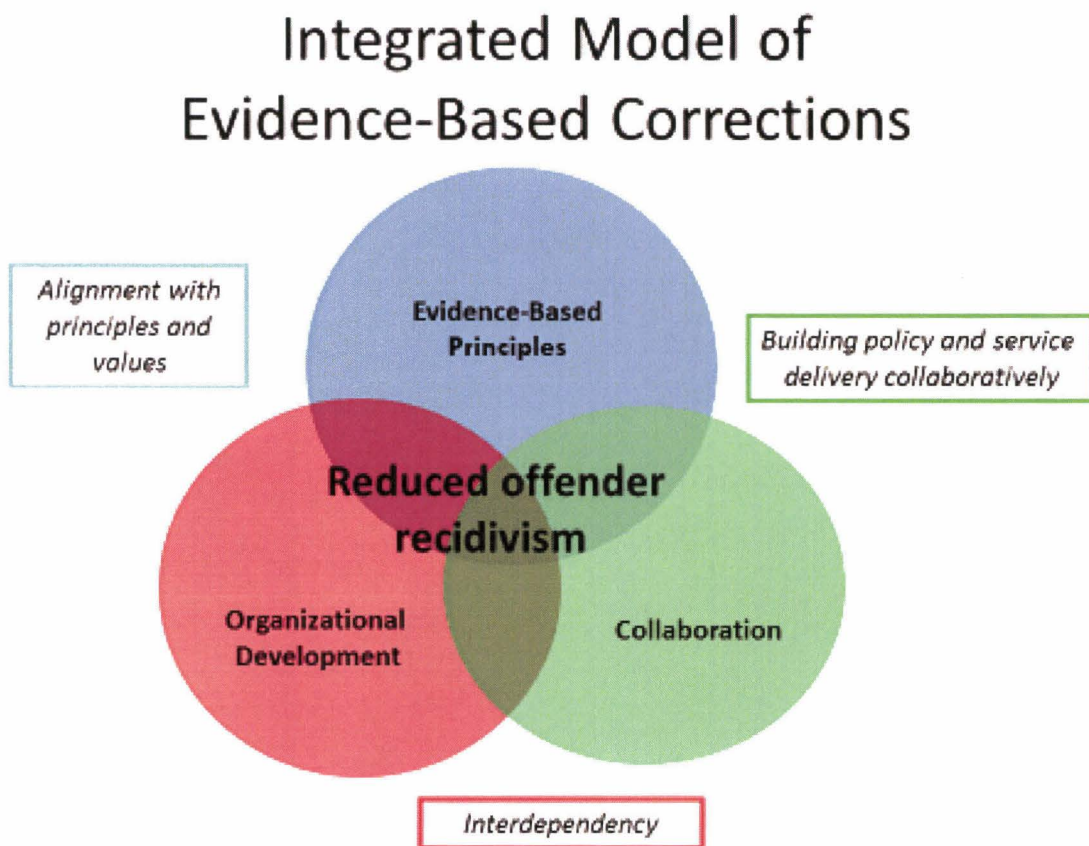 Integrated Model of
Evidence-Based Corrections
Alignment with
principles and
values
Evidence-Based
Principles
Building policy and service
delivery collaboratively
Reduced offender
recidivism
Organizational
Development
Collaboration
Interdependency